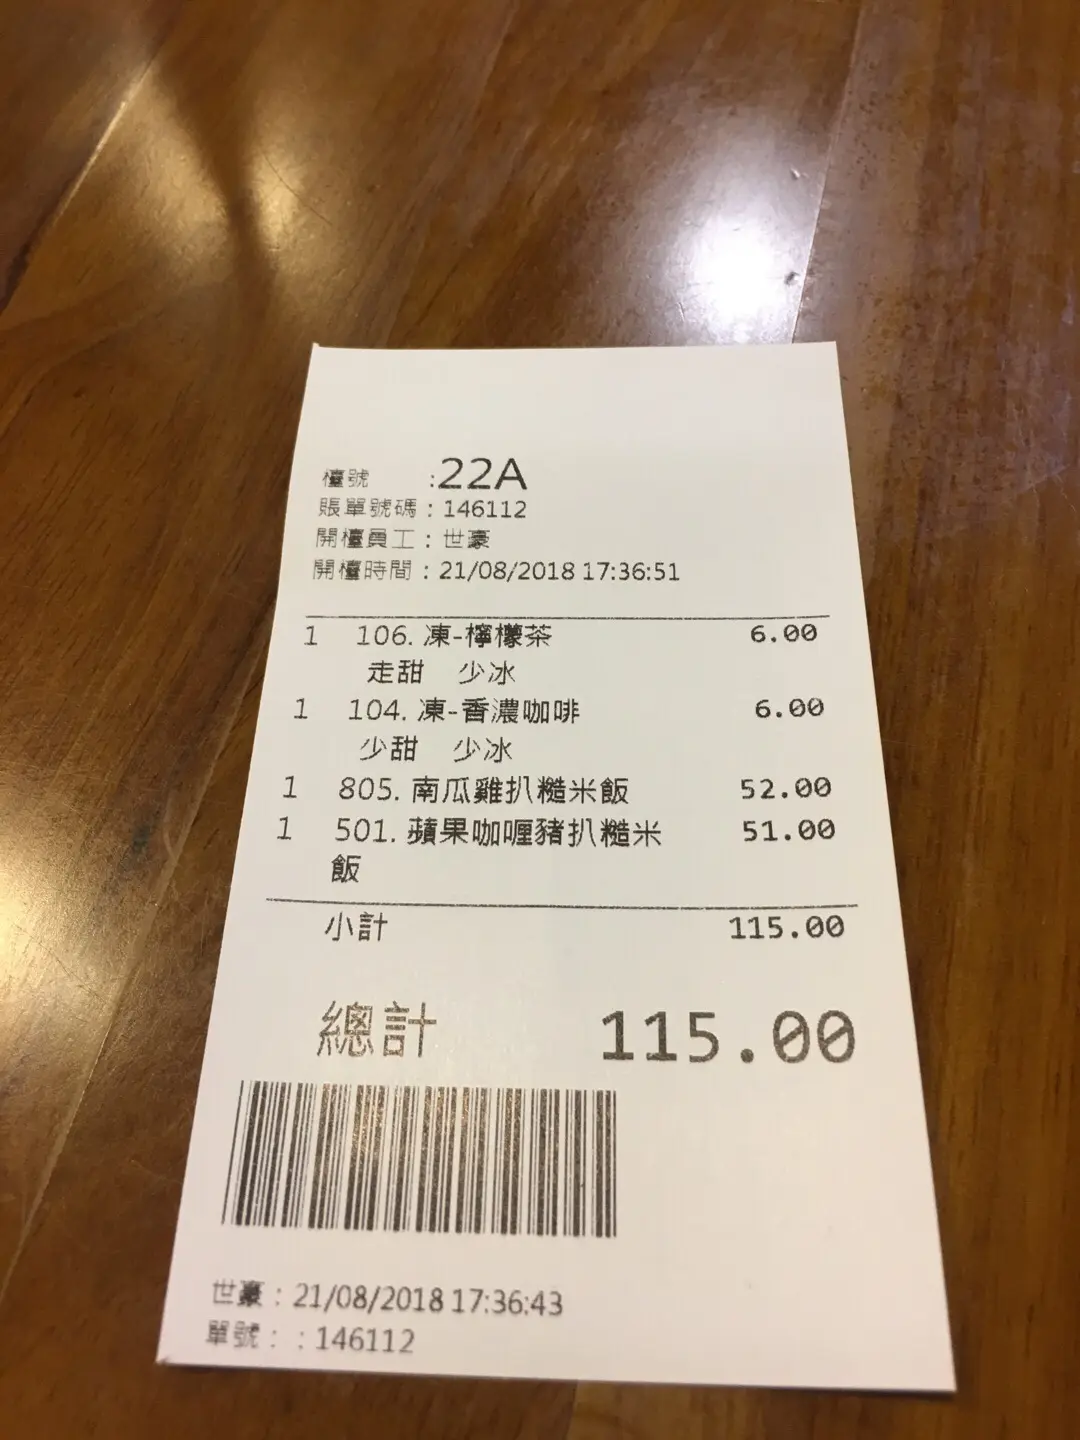 檯號 :22A
賬單號碼 : 146112
開檯員工 : 世豪
開檯時間 : 21/08/2018 17:36:51
1 106. 凍-檸檬茶 6.00
走甜 少冰
1 104. 凍-香濃咖啡 6.00
少甜 少冰
1 805. 南瓜雞扒糙米飯 52.00
1 501. 蘋果咖喱豬扒糙米 51.00
飯
小計 115.00
總計 115.00
世豪 : 21/08/2018 17:36:43
單號 : : 146112